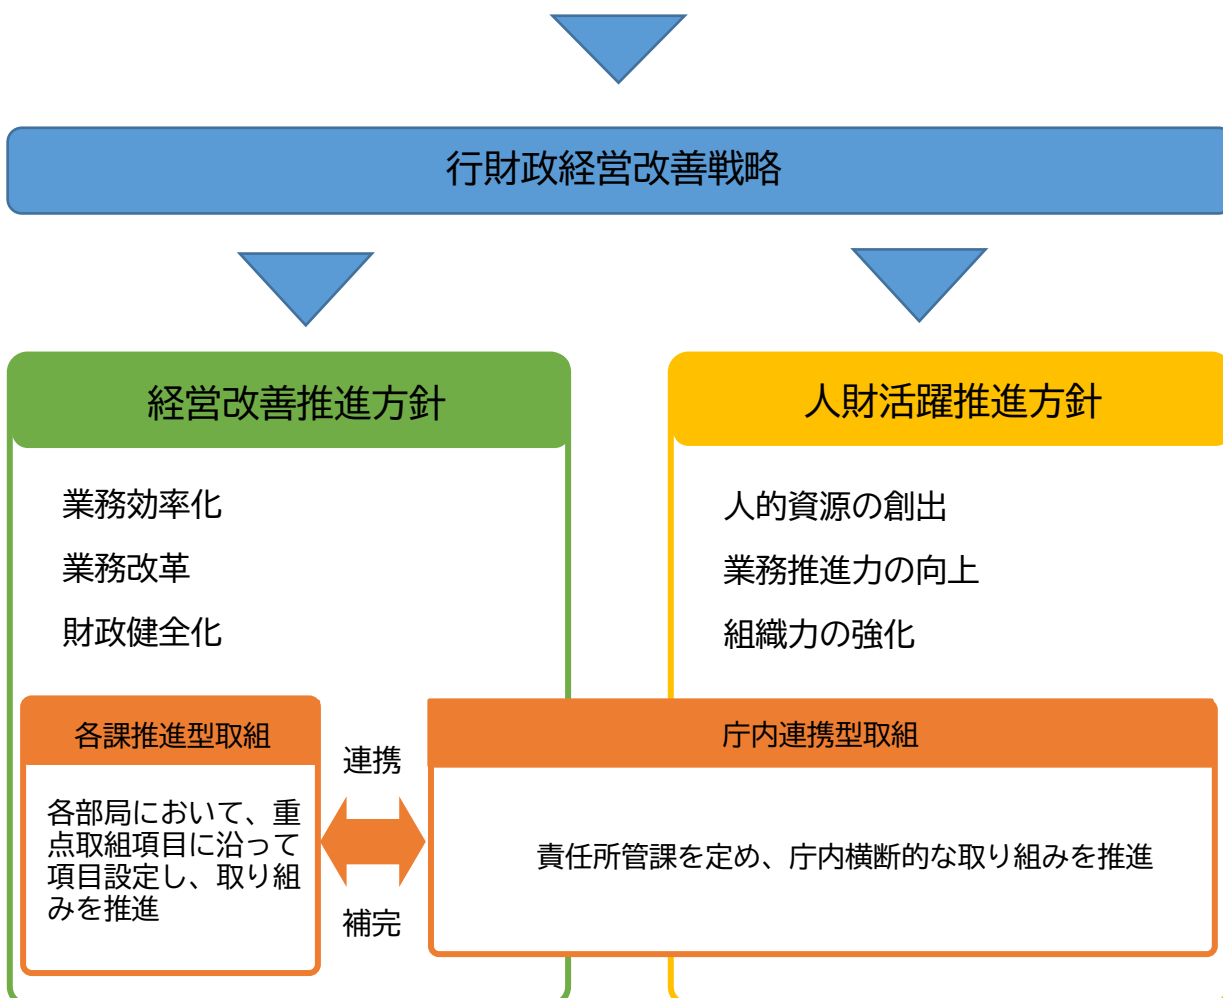 行財政経営改善戦略
経営改善推進方針
業務効率化
業務改革
財政健全化
人財活躍推進方針
人的資源の創出
業務推進力の向上
組織力の強化
各課推進型取組
各部局において、重
点取組項目に沿って
項目設定し、取り組
みを推進
連携
補完
庁内連携型取組
責任所管課を定め、庁内横断的な取り組みを推進